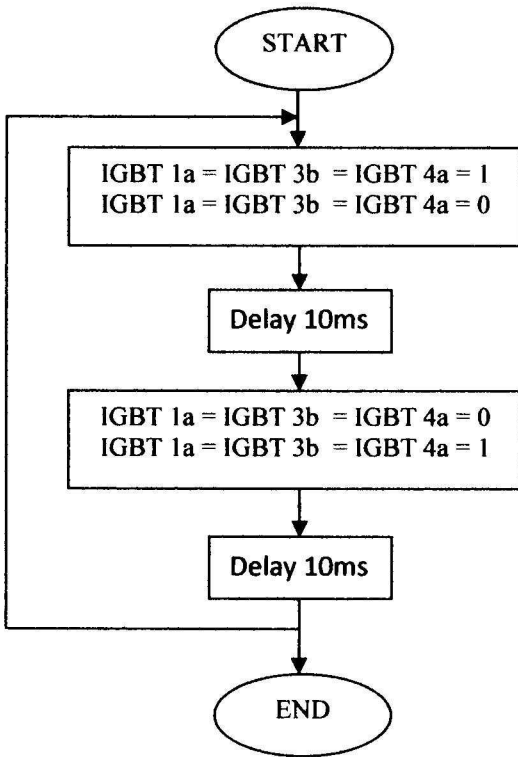 START
IGBT 1a = IGBT 3b = IGBT 4a = 1
IGBT 1a = IGBT 3b = IGBT 4a = 0
Delay 10ms
IGBT 1a = IGBT 3b = IGBT 4a = 0
IGBT 1a = IGBT 3b = IGBT 4a = 1
Delay 10ms
END